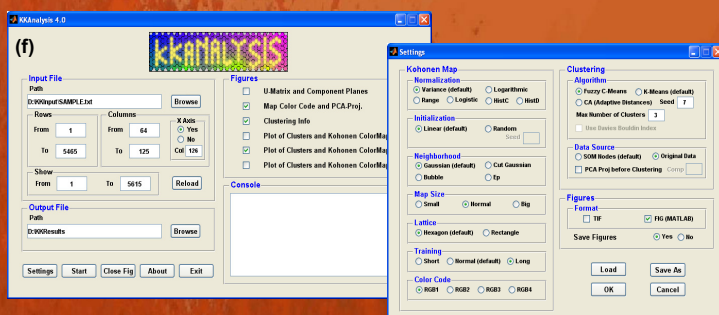 KKAnalysis 4.0
(f)
KKANALYSIS
Input File
Path
D:KKInput\SAMPLE.txt
Browse
Rows
From 1
To 5465
Columns
From 64
To 125
X Axis
Yes
No
Col 126
Show
From 1 To 5615
Reload
Output File
Path
D:KKResults
Browse
Settings Start Close Fig About Exit
Figures
U-Matrix and Component Planes
Map Color Code and PCA-Proj.
Clustering Info
Plot of Clusters and Kohonen ColorMap
Plot of Clusters and Kohonen ColorMap
Plot of Clusters and Kohonen ColorMap
Console
Settings
Kohonen Map
Normalization
Variance (default) Logarithmic
Range Logistic HistC HistD
Initialization
Linear (default) Random
Seed
Neighborhood
Gaussian (default) Cut Gaussian
Bubble Ep
Map Size
Small Normal Big
Lattice
Hexagon (default) Rectangle
Training
Short Normal (default) Long
Color Code
RGB1 RGB2 RGB3 RGB4
Clustering
Algorithm
Fuzzy C-Means K-Means (default)
CA (Adaptive Distances) Seed 7
Max Number of Clusters 3
Use Davies Bouldin Index
Data Source
SOM Nodes (default) Original Data
PCA Proj before Clustering Comp
Figures
Format
TIF FIG (MATLAB)
Save Figures Yes No
Load Save As
OK Cancel